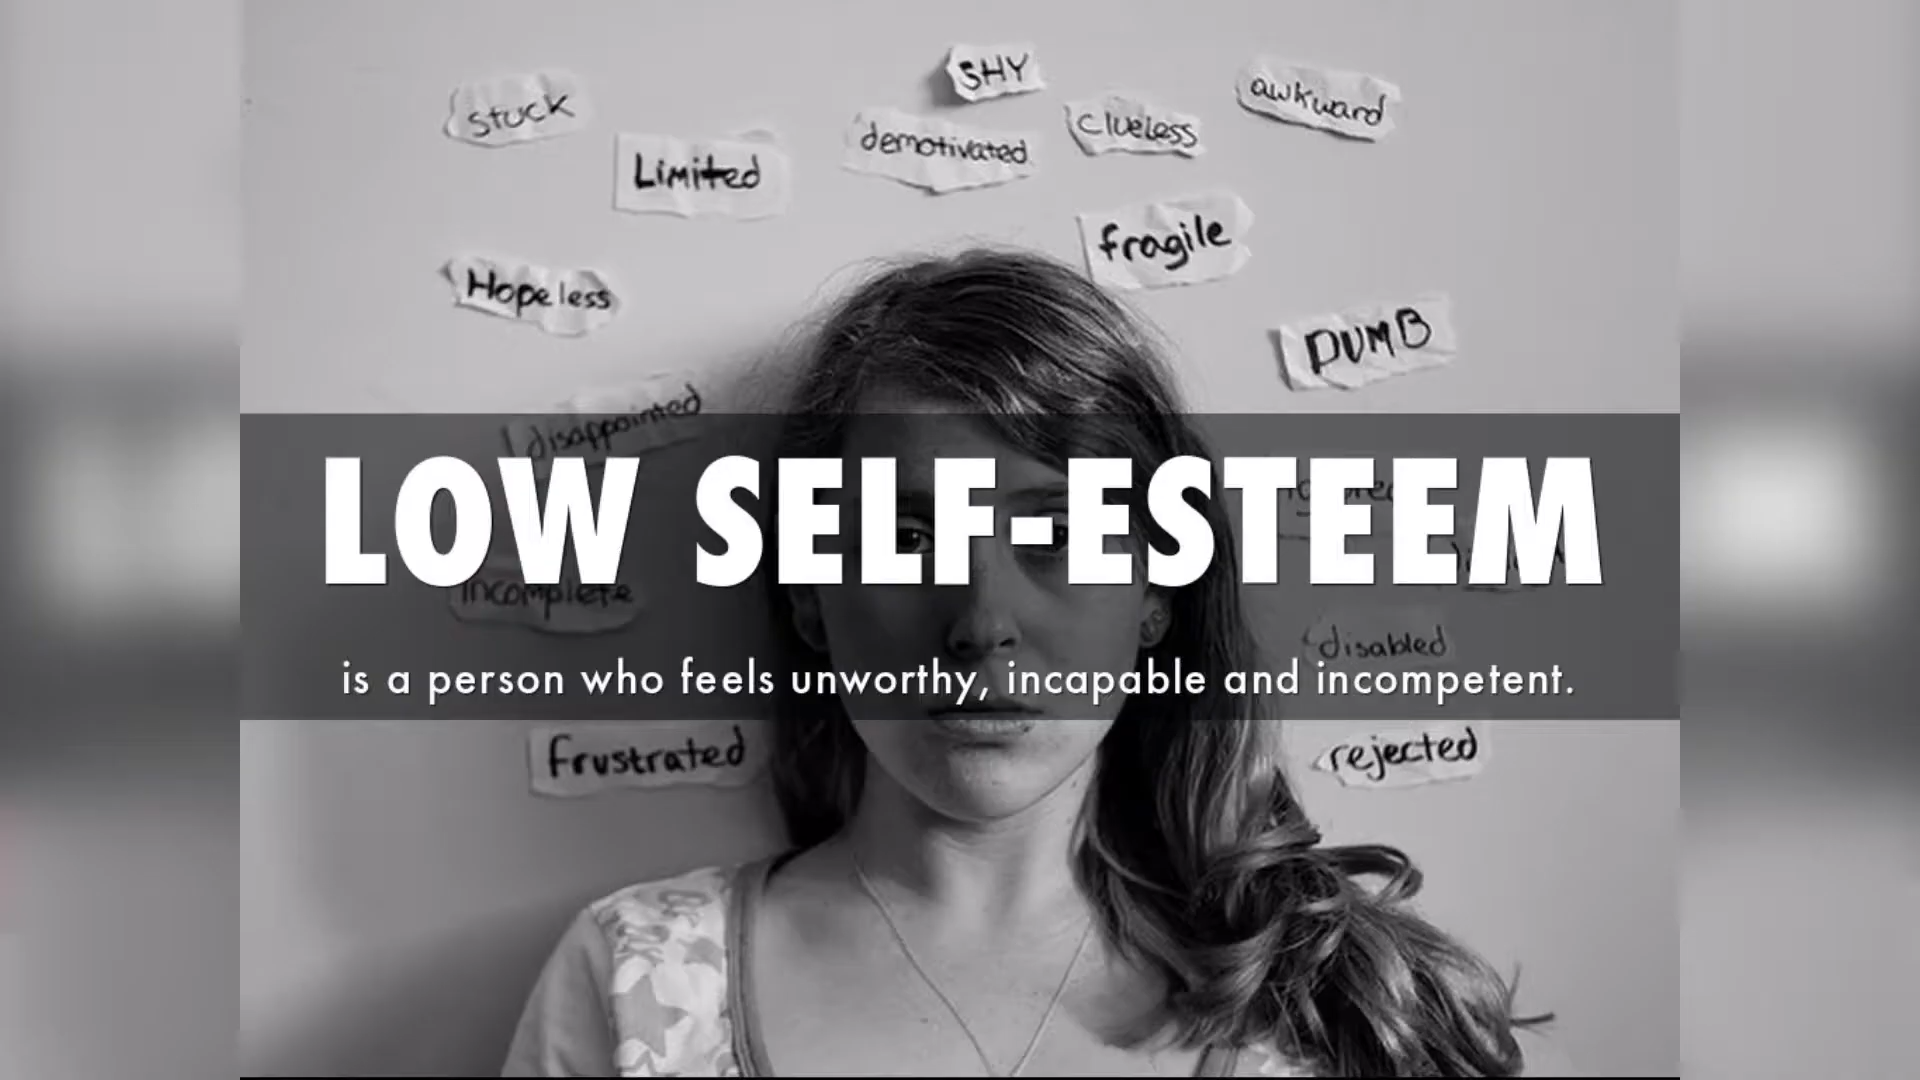 SHY
stuck
awkward
clueless
demotivated
Limited
fragile
Hopeless
DUMB
disappointed
LOW SELF-ESTEEM
incomplete
disabled
is a person who feels unworthy, incapable and incompetent.
frustrated
rejected